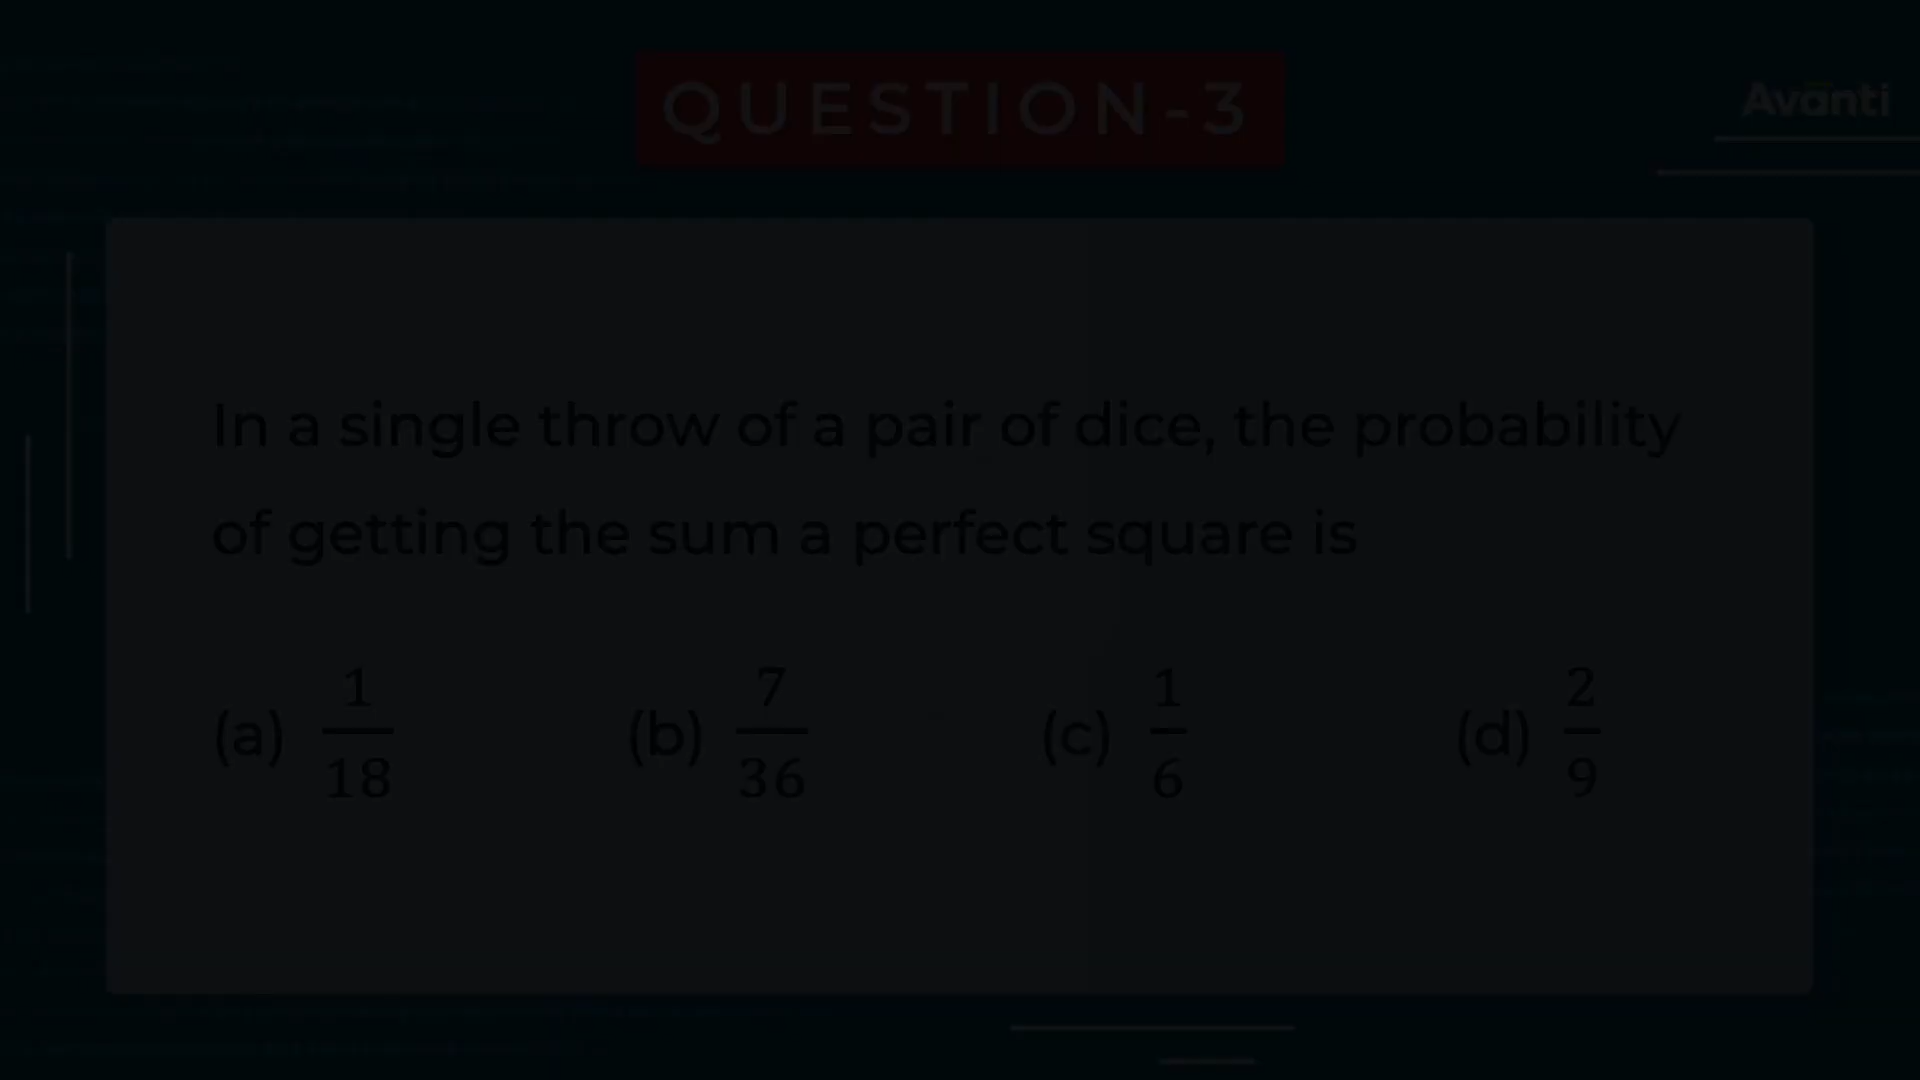 QUESTION-3
Avanti
In a single throw of a pair of dice, the probability
of getting the sum a perfect square is
(a) 1/18 (b) 7/36 (c) 1/6 (d) 2/9